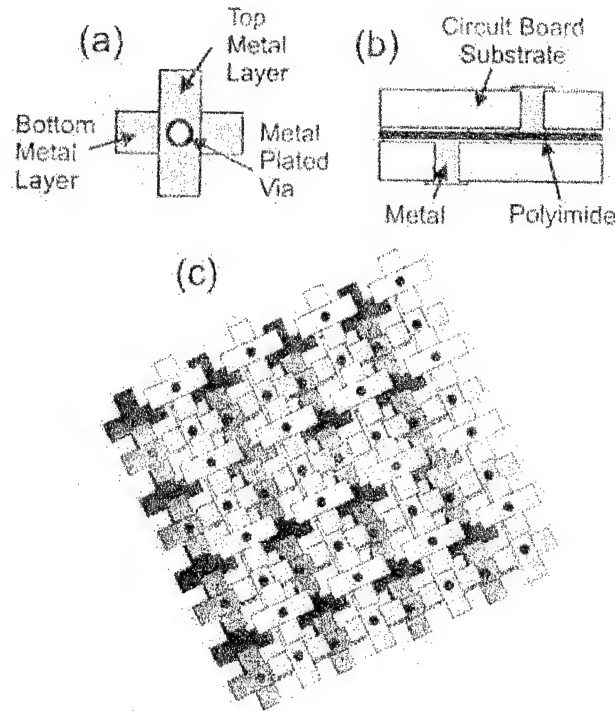 (a)
Top
Metal
Layer
Bottom
Metal
Layer
Metal
Plated
Via
(b)
Circuit Board
Substrate
Metal
Polyimide
(c)